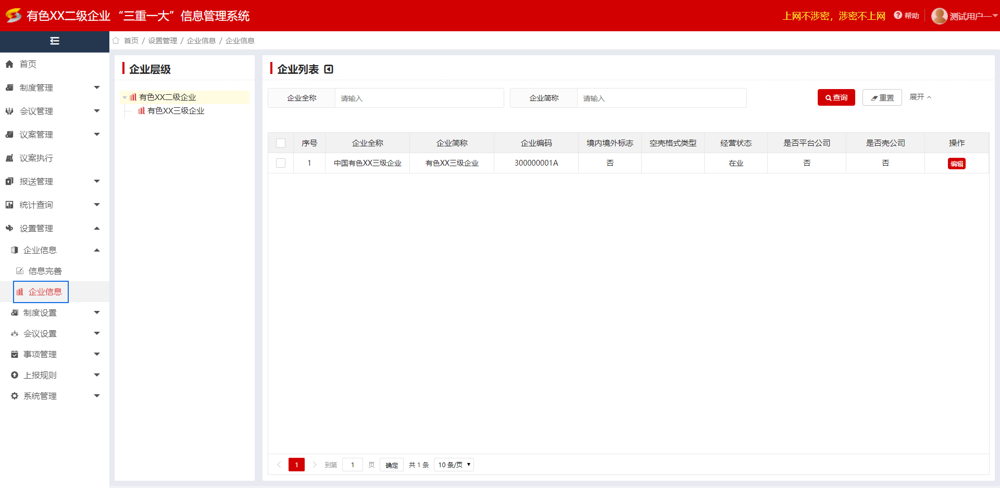 有色XX二级企业“三重一大”信息管理系统
上网不涉密，涉密不上网
帮助
测试用户一
首页 / 设置管理 / 企业信息 / 企业信息
首页
制度管理
会议管理
议案管理
议案执行
报送管理
统计查询
设置管理
企业信息
信息完善
企业信息
制度设置
会议设置
事项管理
上报规则
系统管理
企业层级
有色XX二级企业
有色XX三级企业
企业列表
企业全称 请输入 企业简称 请输入 查询 重置 展开
序号 企业全称 企业简称 企业编码 境内境外标志 空壳格式类型 经营状态 是否平台公司 是否壳公司 操作
1 中国有色XX三级企业 有色XX三级企业 300000001A 否 在业 否 否 编辑
1 到第 1 页 确定 共 1 条 10 条/页